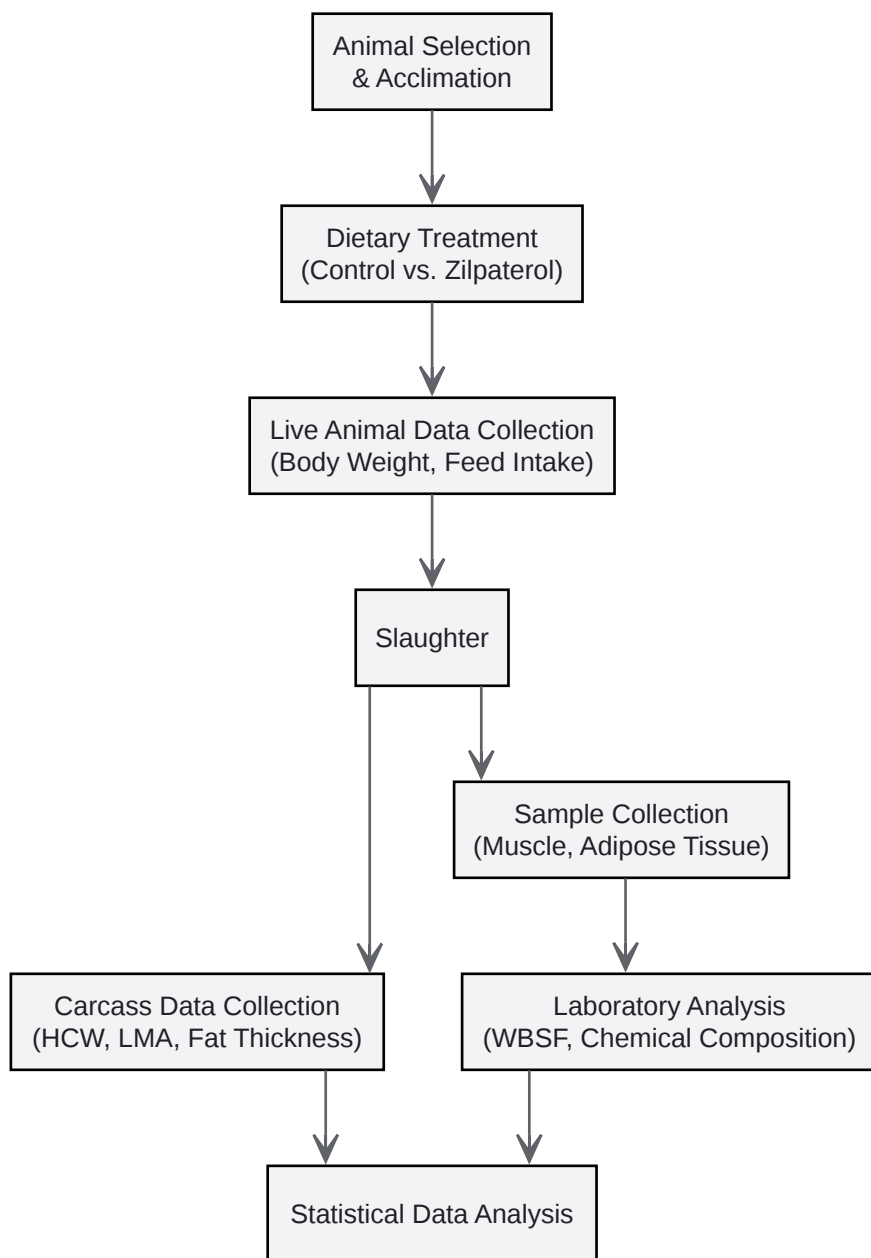 Animal Selection
& Acclimation
Dietary Treatment
(Control vs. Zilpaterol)
Live Animal Data Collection
(Body Weight, Feed Intake)
Slaughter
Sample Collection
(Muscle, Adipose Tissue)
Carcass Data Collection
(HCW, LMA, Fat Thickness)
Laboratory Analysis
(WBSF, Chemical Composition)
Statistical Data Analysis